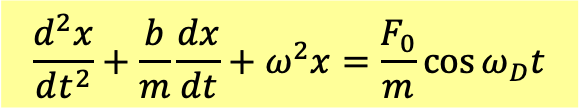 d²x/dt² + b/m dx/dt + ω²x = F₀/m cos ω_D t